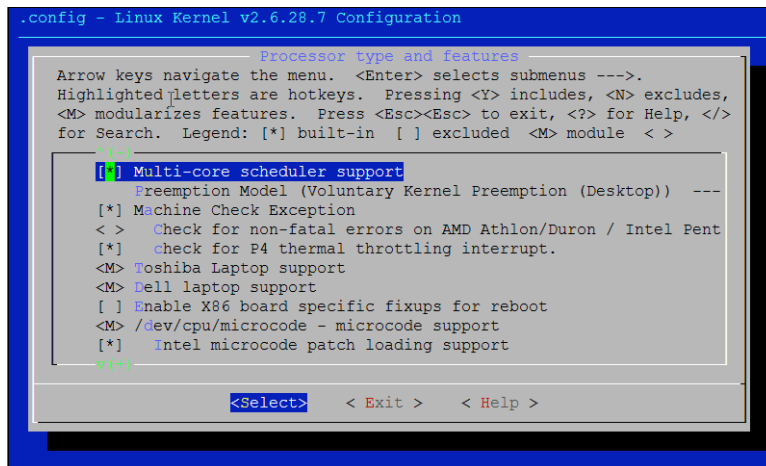 .config - Linux Kernel v2.6.28.7 Configuration
Processor type and features
Arrow keys navigate the menu.  <Enter> selects submenus --->.
Highlighted letters are hotkeys.  Pressing <Y> includes, <N> excludes,
<M> modularizes features.  Press <Esc><Esc> to exit, <?> for Help, </>
for Search.  Legend: [*] built-in  [ ] excluded  <M> module  < >
^(-)
[*] Multi-core scheduler support
Preemption Model (Voluntary Kernel Preemption (Desktop))  ---
[*] Machine Check Exception
< >   Check for non-fatal errors on AMD Athlon/Duron / Intel Pent
[*]   check for P4 thermal throttling interrupt.
<M> Toshiba Laptop support
<M> Dell laptop support
[ ] Enable X86 board specific fixups for reboot
<M> /dev/cpu/microcode - microcode support
[*]   Intel microcode patch loading support
v(+)
<Select>    < Exit >    < Help >